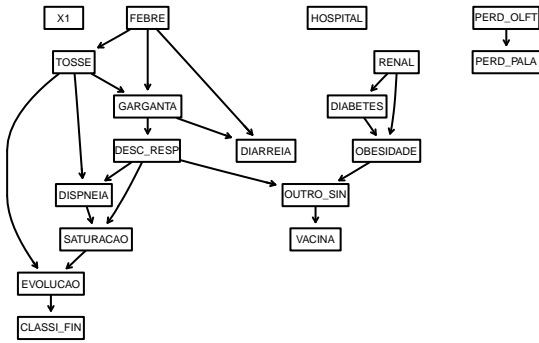 X1
FEBRE
HOSPITAL
PERD_OLFT
TOSSE
RENAL
PERD_PALA
GARGANTA
DIABETES
DESC_RESP
DIARREIA
OBESIDADE
DISPNEIA
OUTRO_SIN
SATURACAO
VACINA
EVOLUCAO
CLASSI_FIN